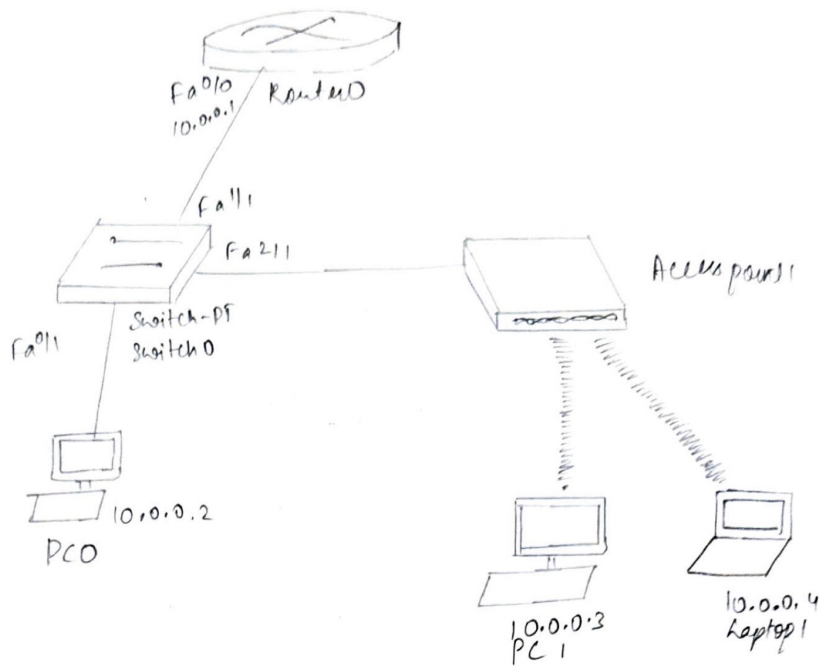 Fa0/0
Router0
10.0.0.1
Fa1/1
Fa2/1
Switch-PT
Switch0
Fa0/1
10.0.0.2
PC0
10.0.0.3
PC1
10.0.0.4
Laptop1